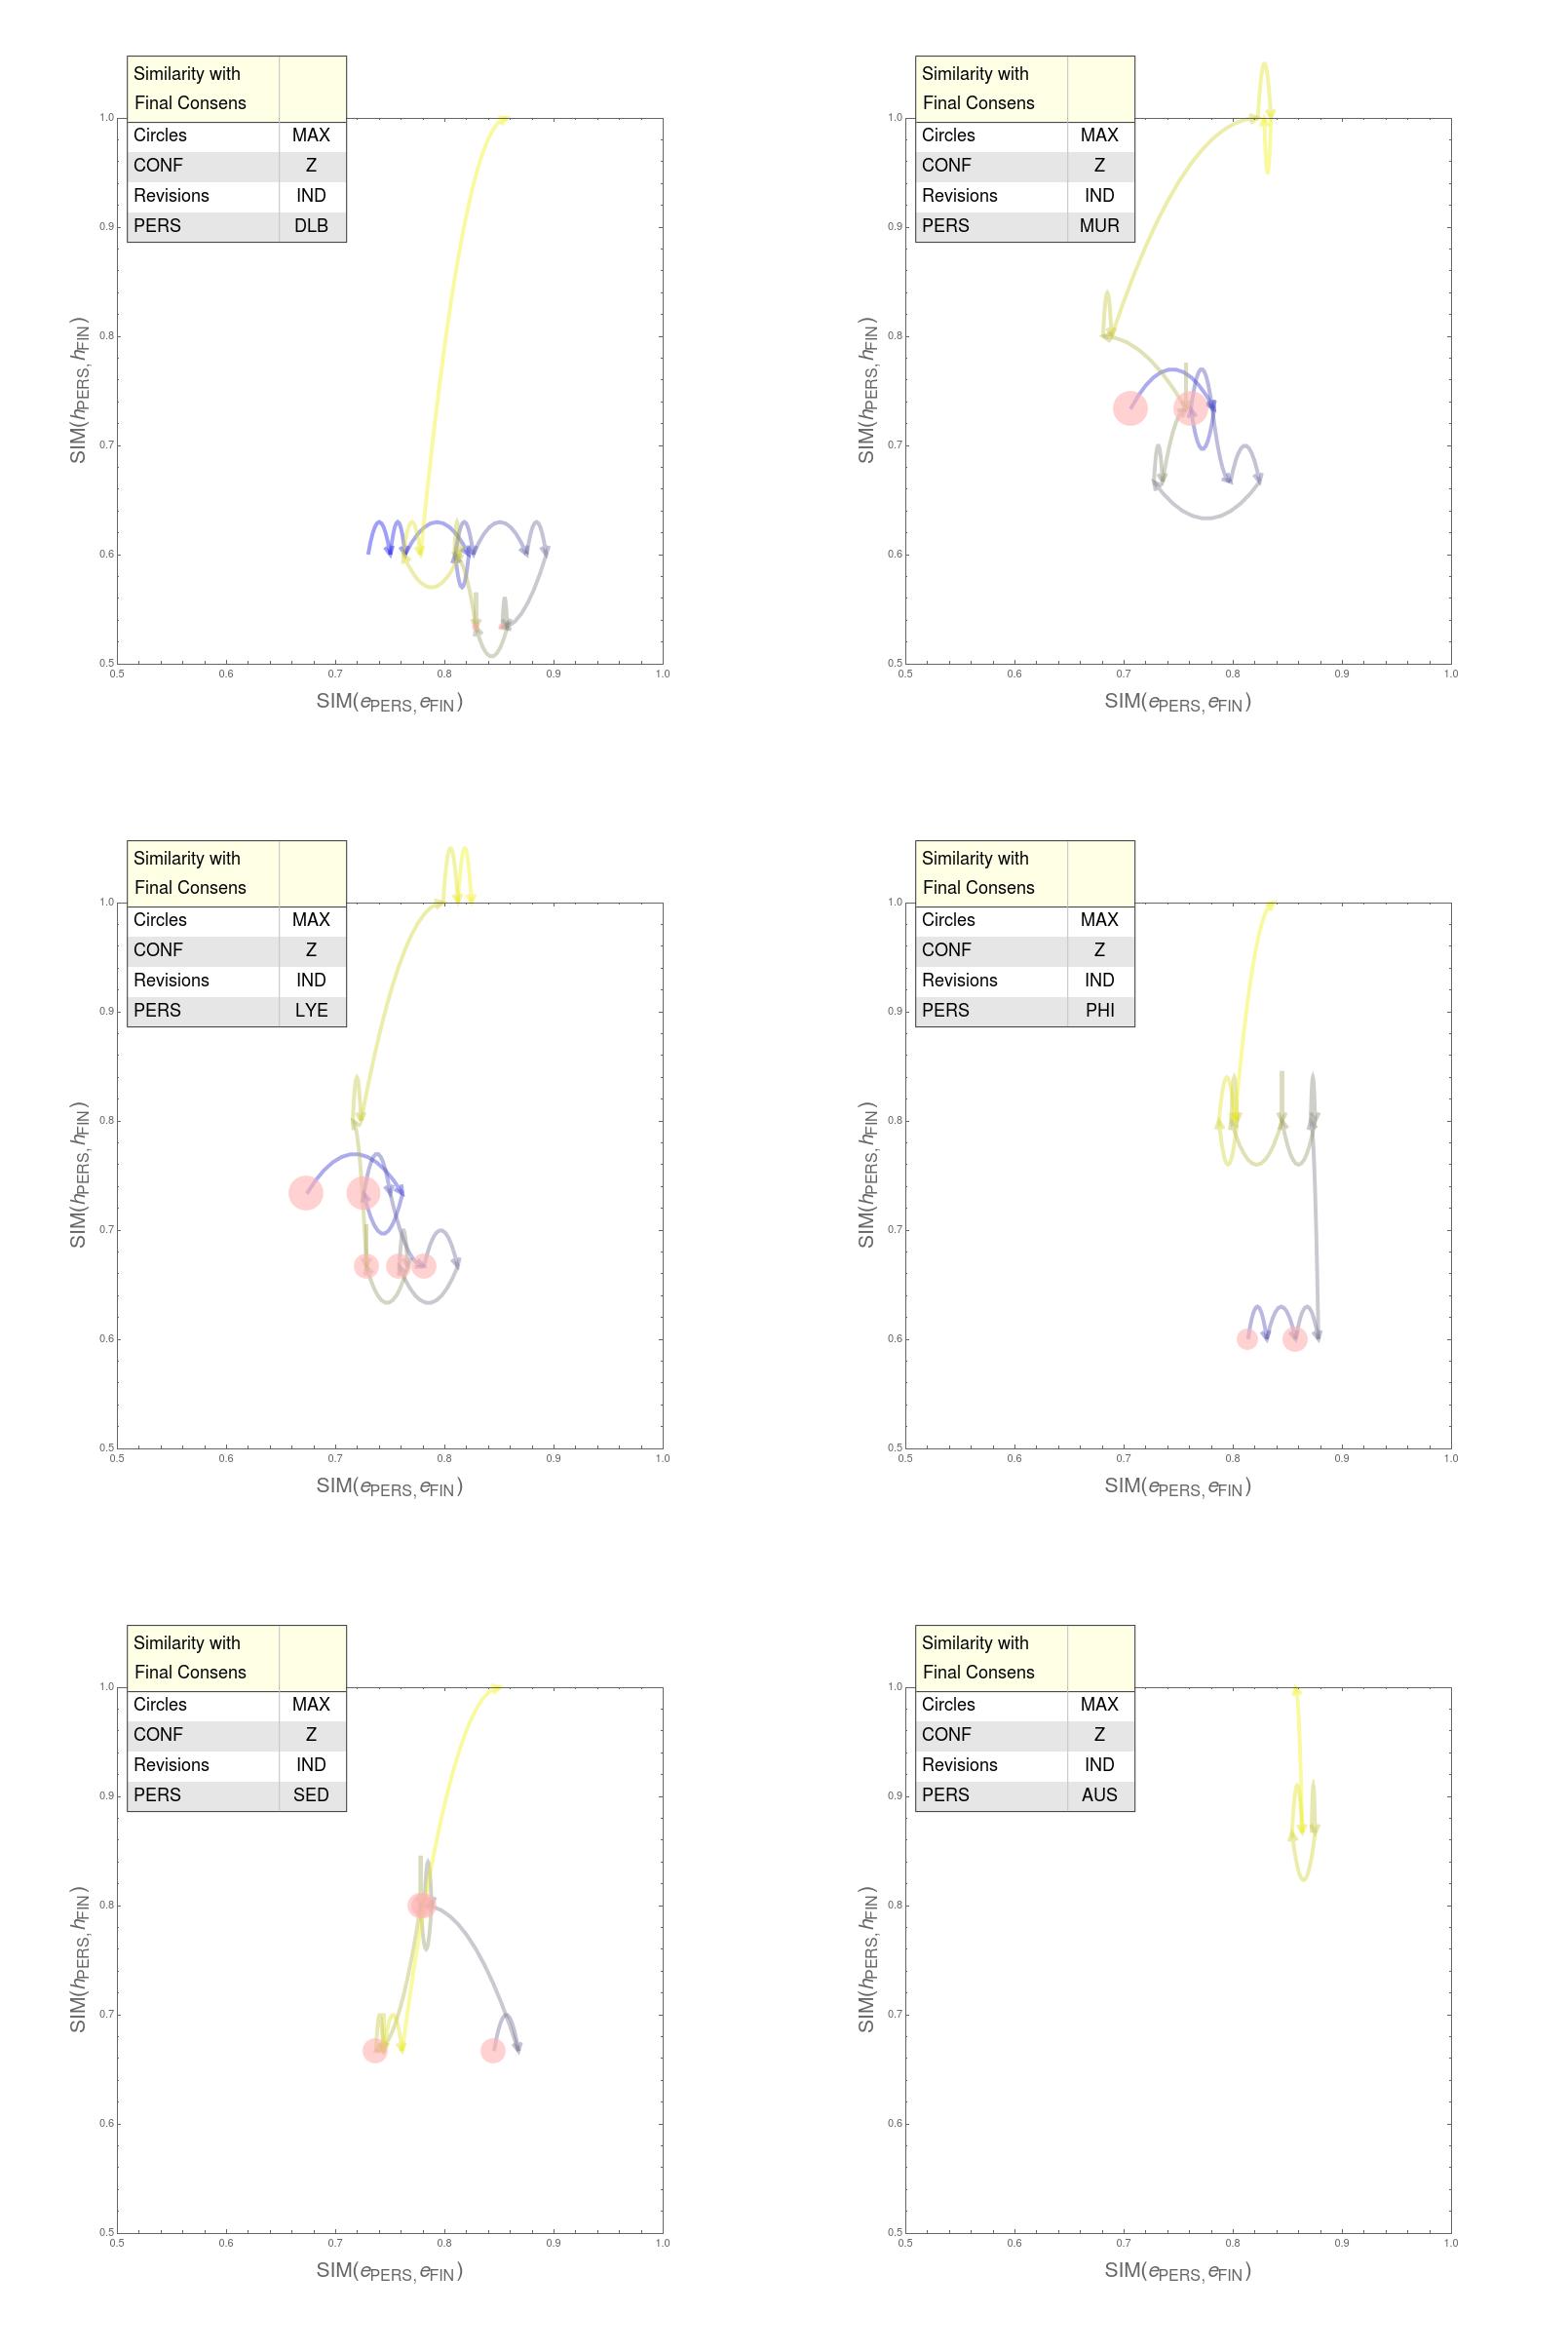 Similarity with
Final Consens
Circles MAX
CONF Z
Revisions IND
PERS DLB
1.0
0.9
0.8
0.7
0.6
0.5
SIM(hPERS, hFIN)
0.5 0.6 0.7 0.8 0.9 1.0
SIM(ePERS, eFIN)
Similarity with
Final Consens
Circles MAX
CONF Z
Revisions IND
PERS MUR
1.0
0.9
0.8
0.7
0.6
0.5
SIM(hPERS, hFIN)
0.5 0.6 0.7 0.8 0.9 1.0
SIM(ePERS, eFIN)
Similarity with
Final Consens
Circles MAX
CONF Z
Revisions IND
PERS LYE
1.0
0.9
0.8
0.7
0.6
0.5
SIM(hPERS, hFIN)
0.5 0.6 0.7 0.8 0.9 1.0
SIM(ePERS, eFIN)
Similarity with
Final Consens
Circles MAX
CONF Z
Revisions IND
PERS PHI
1.0
0.9
0.8
0.7
0.6
0.5
SIM(hPERS, hFIN)
0.5 0.6 0.7 0.8 0.9 1.0
SIM(ePERS, eFIN)
Similarity with
Final Consens
Circles MAX
CONF Z
Revisions IND
PERS SED
1.0
0.9
0.8
0.7
0.6
0.5
SIM(hPERS, hFIN)
0.5 0.6 0.7 0.8 0.9 1.0
SIM(ePERS, eFIN)
Similarity with
Final Consens
Circles MAX
CONF Z
Revisions IND
PERS AUS
1.0
0.9
0.8
0.7
0.6
0.5
SIM(hPERS, hFIN)
0.5 0.6 0.7 0.8 0.9 1.0
SIM(ePERS, eFIN)